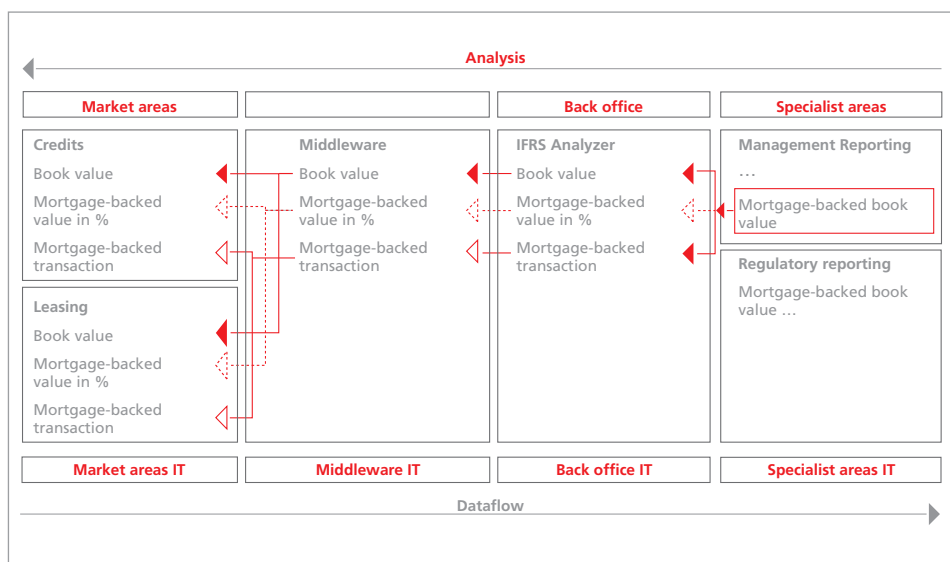 Analysis
Market areas
Back office
Specialist areas
Credits
Book value
Mortgage-backed
value in %
Mortgage-backed
transaction
Leasing
Book value
Mortgage-backed
value in %
Mortgage-backed
transaction
Middleware
Book value
Mortgage-backed
value in %
Mortgage-backed
transaction
IFRS Analyzer
Book value
Mortgage-backed
value in %
Mortgage-backed
transaction
Management Reporting
…
Mortgage-backed book
value
Regulatory reporting
Mortgage-backed book
value …
Market areas IT
Middleware IT
Back office IT
Specialist areas IT
Dataflow